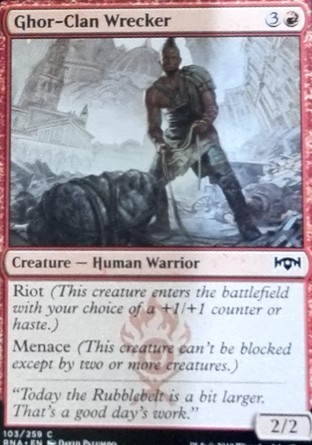 Ghor-Clan Wrecker 3
Creature — Human Warrior
Riot (This creature enters the battlefield
with your choice of a +1/+1 counter or
haste.)
Menace (This creature can't be blocked
except by two or more creatures.)
"Today the Rubblebelt is a bit larger.
That's a good day's work."
2/2
103/259 C
RNA • EN David Palumbo